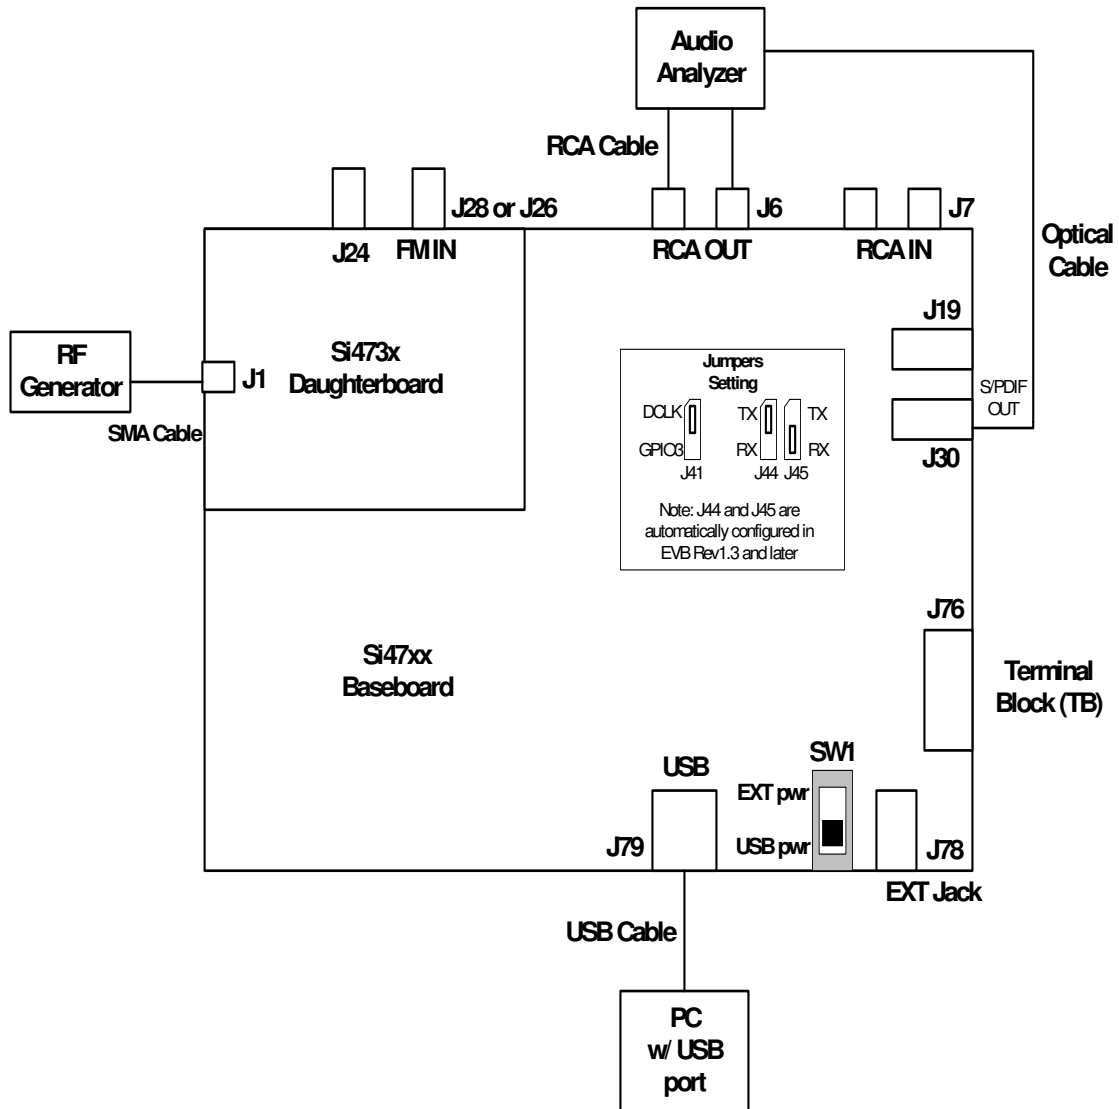 Audio
Analyzer
RCA Cable
J28 or J26
J6
J7
J24
FM IN
RCA OUT
RCA IN
Optical
Cable
J19
RF
Generator
J1
Si473x
Daughterboard
SMA Cable
Jumpers
Setting
DCLK
TX
TX
GPIO3
RX
RX
J41
J44
J45
Note: J44 and J45 are
automatically configured in
EVB Rev1.3 and later
S/PDIF
OUT
J30
J76
Si47xx
Baseboard
Terminal
Block (TB)
SW1
USB
EXT pwr
USB pwr
J79
J78
EXT Jack
USB Cable
PC
w/ USB
port